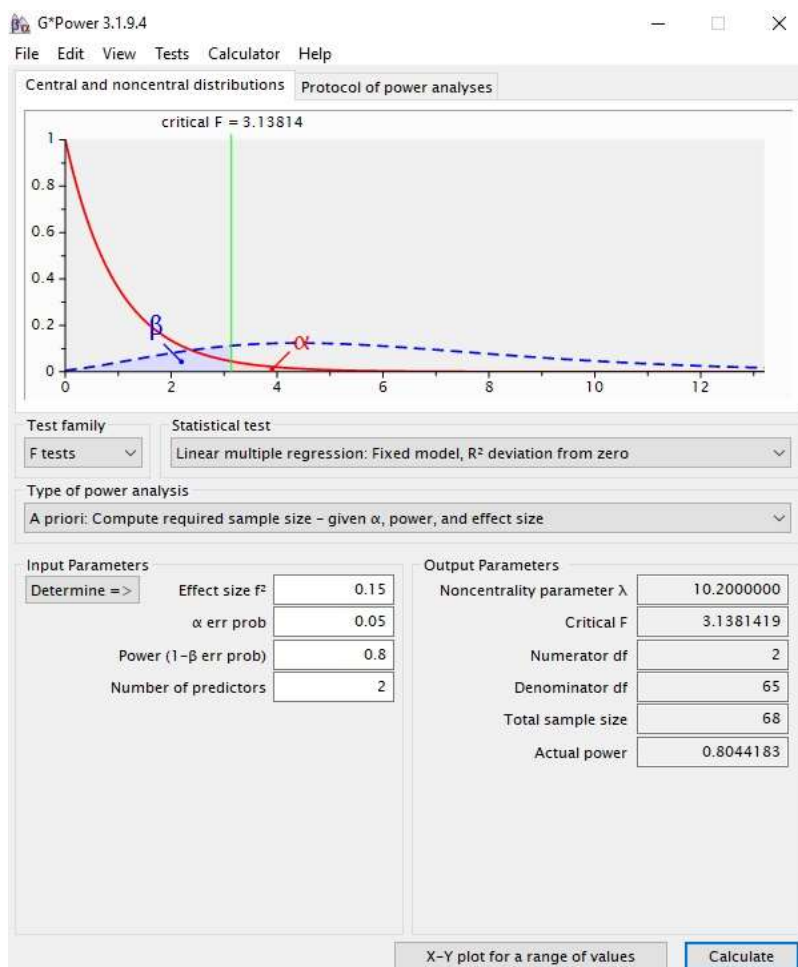 G*Power 3.1.9.4
File Edit View Tests Calculator Help
Central and noncentral distributions Protocol of power analyses
critical F = 3.13814
1
0.8
0.6
0.4
0.2
0
β
α
0 2 4 6 8 10 12
Test family Statistical test
F tests Linear multiple regression: Fixed model, R² deviation from zero
Type of power analysis
A priori: Compute required sample size – given α, power, and effect size
Input Parameters Output Parameters
Determine => Effect size f² 0.15 Noncentrality parameter λ 10.2000000
α err prob 0.05 Critical F 3.1381419
Power (1-β err prob) 0.8 Numerator df 2
Number of predictors 2 Denominator df 65
Total sample size 68
Actual power 0.8044183
X-Y plot for a range of values Calculate